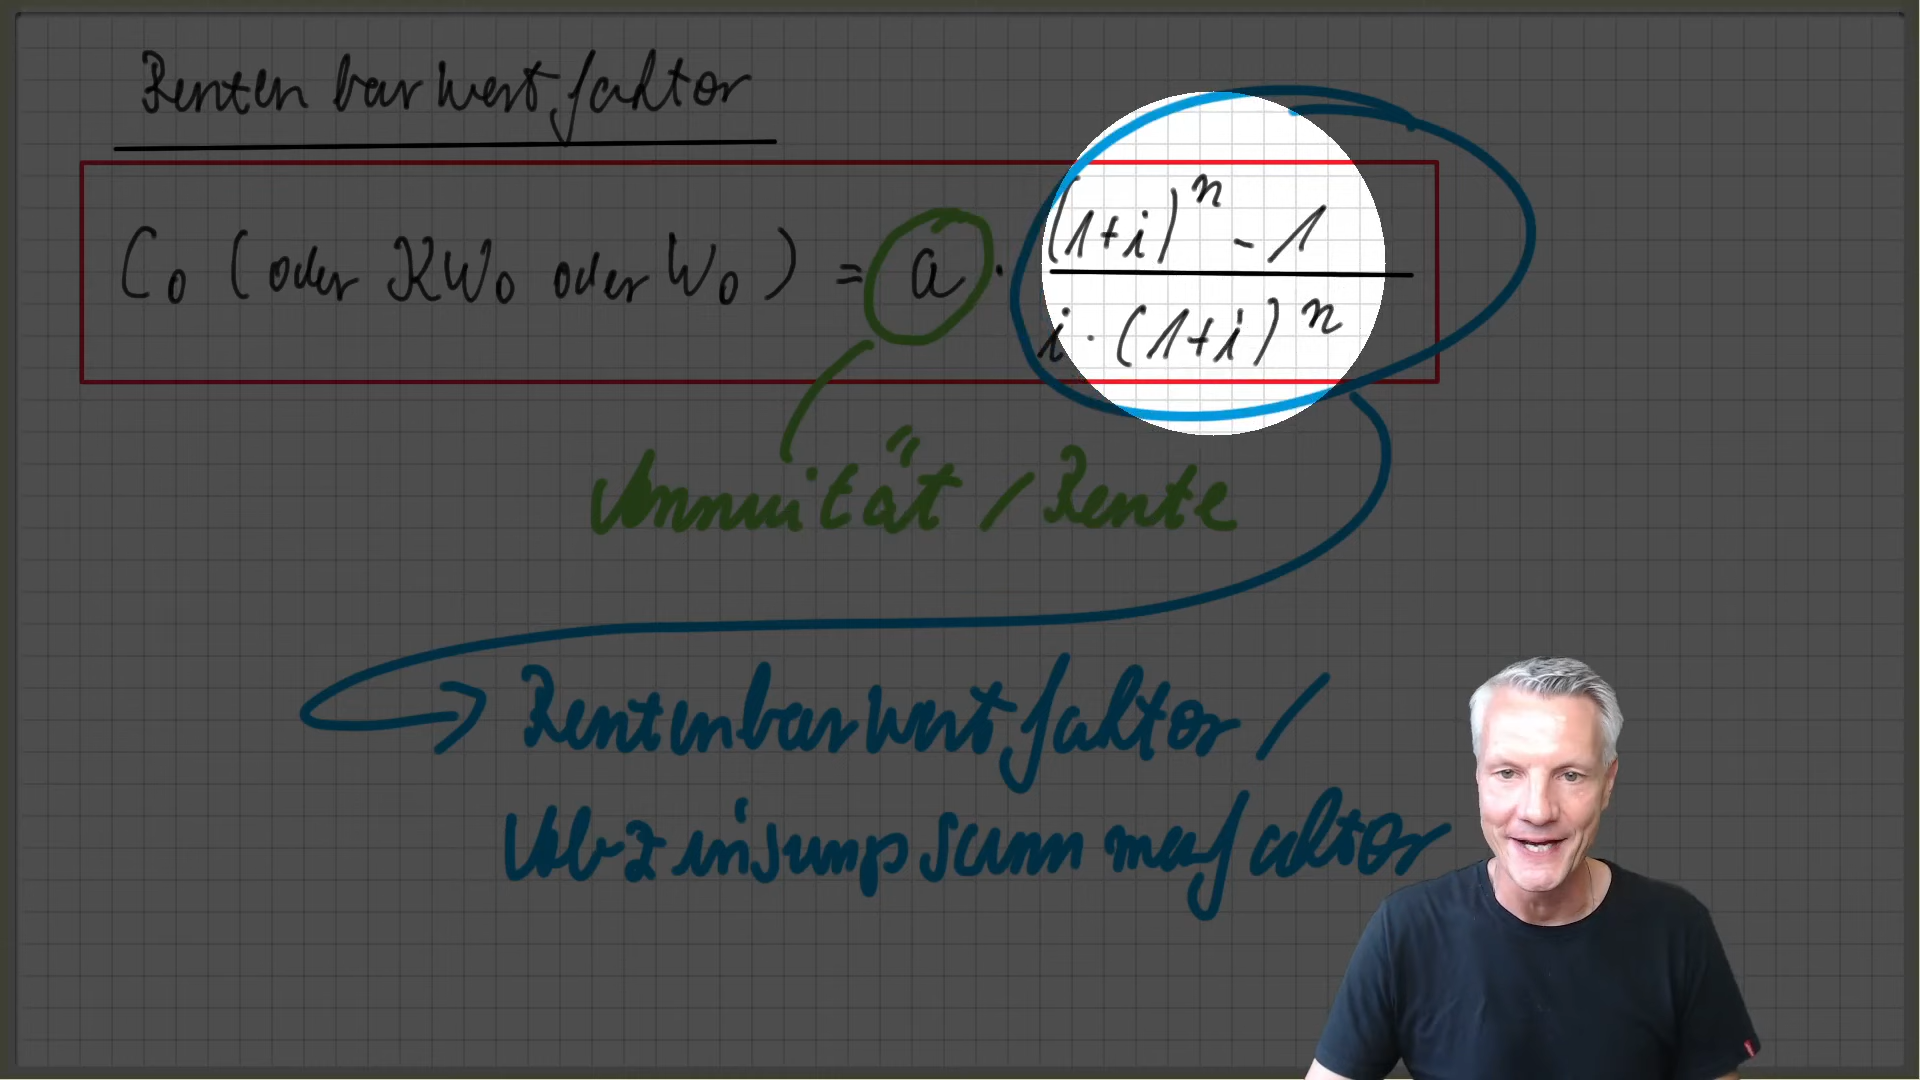 Rentenbarwertfaktor
C₀ (oder KW₀ oder W₀) = a · ((1+i)ⁿ - 1) / (i · (1+i)ⁿ)
Annuität / Rente
Rentenbarwertfaktor /
Abzinsungssummenfaktor